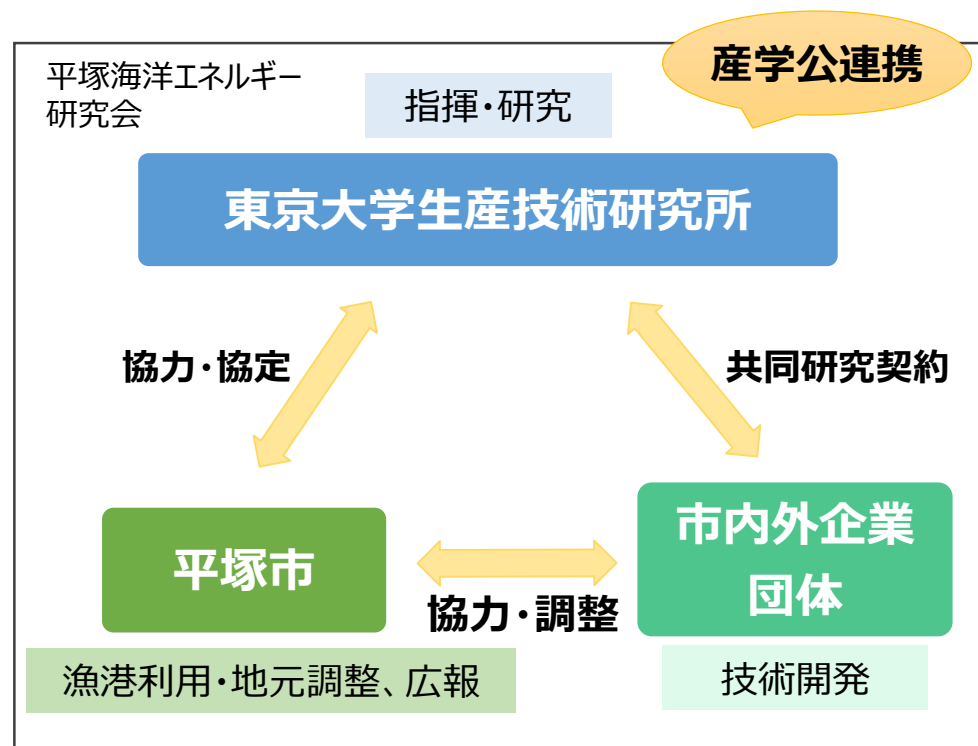 産学公連携
平塚海洋エネルギー
研究会
指揮・研究
東京大学生産技術研究所
協力・協定
共同研究契約
平塚市
市内外企業
団体
協力・調整
漁港利用・地元調整、広報
技術開発